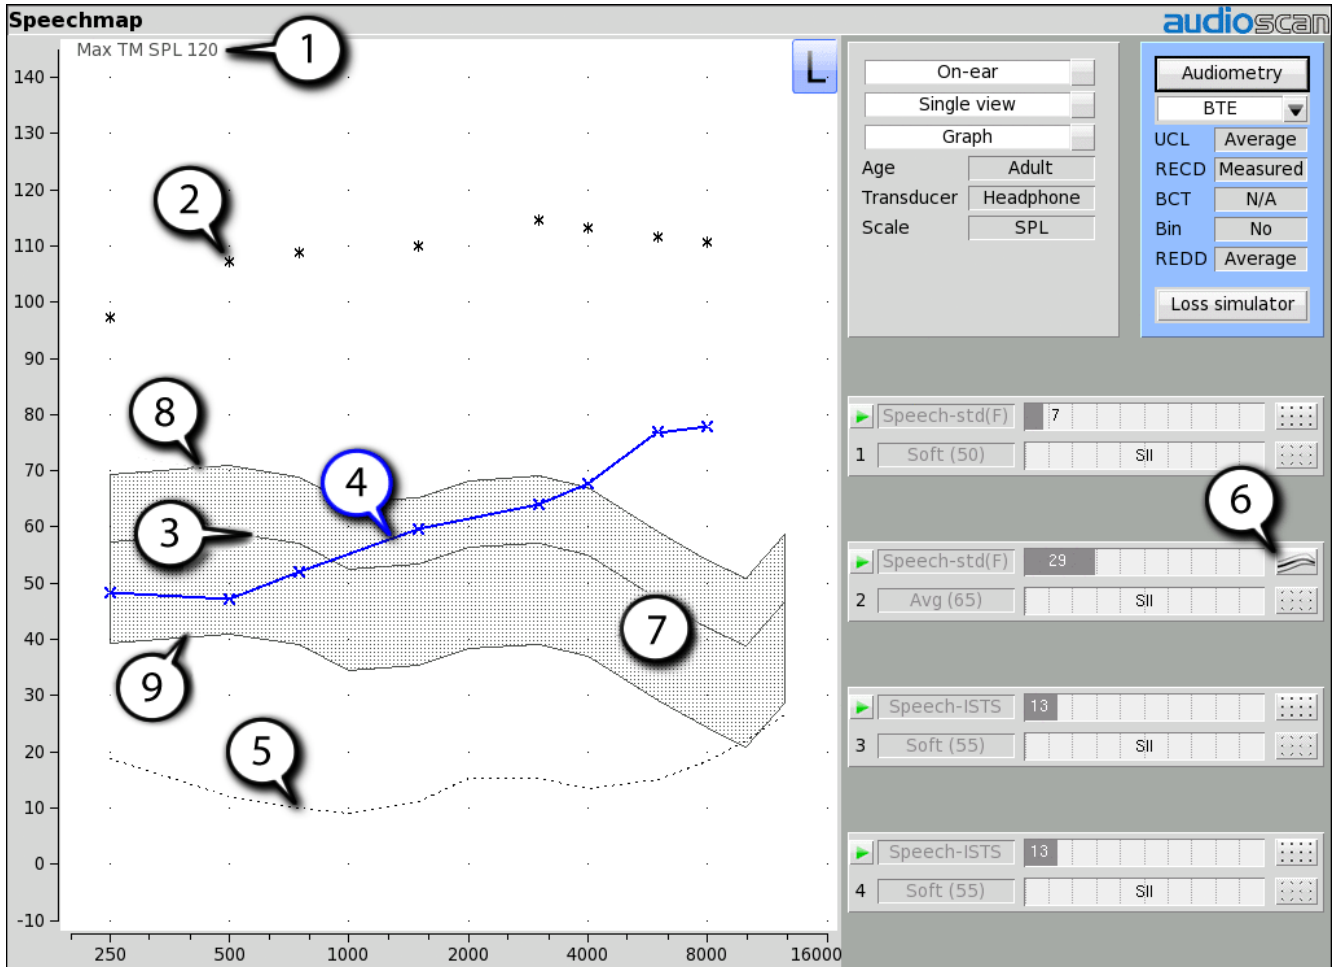 Speechmap
audioscan
Max TM SPL 120
1
L
140
130
120
110
100
90
80
70
60
50
40
30
20
10
0
-10
250
500
1000
2000
4000
8000
16000
2
8
4
3
7
9
5
6
On-ear
Single view
Graph
Age Adult
Transducer Headphone
Scale SPL
Audiometry
BTE
UCL Average
RECD Measured
BCT N/A
Bin No
REDD Average
Loss simulator
Speech-std(F) 7
1 Soft (50) SII
Speech-std(F) 29
2 Avg (65) SII
Speech-ISTS 13
3 Soft (55) SII
Speech-ISTS 13
4 Soft (55) SII